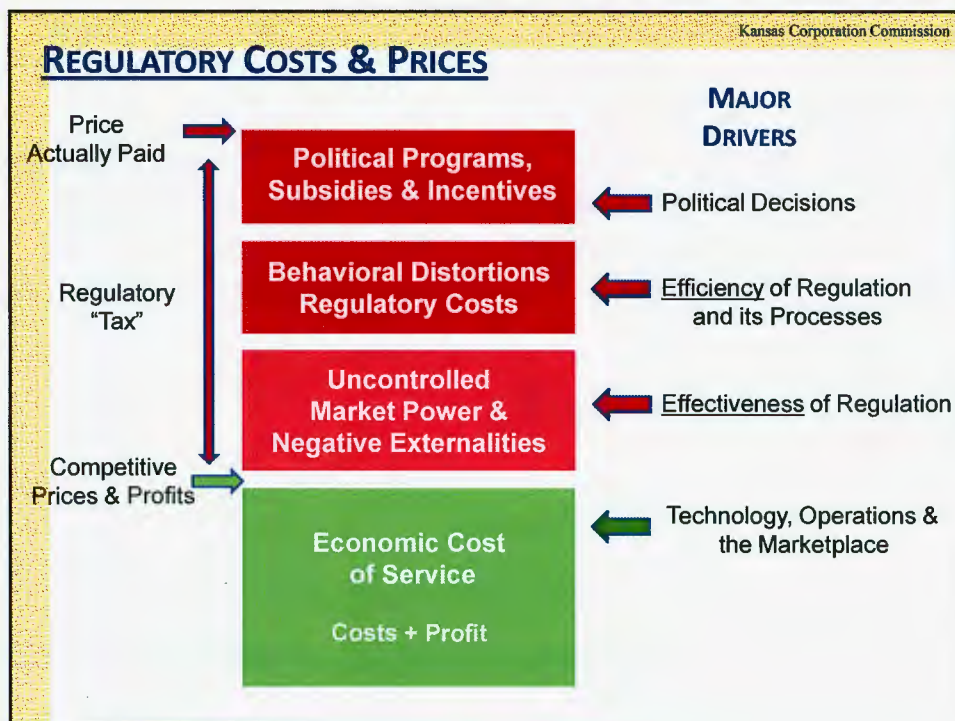 Kansas Corporation Commission
REGULATORY COSTS & PRICES
MAJOR
DRIVERS
Price
Actually Paid
Political Programs,
Subsidies & Incentives
Political Decisions
Regulatory
“Tax”
Behavioral Distortions
Regulatory Costs
Efficiency of Regulation
and its Processes
Uncontrolled
Market Power &
Negative Externalities
Effectiveness of Regulation
Competitive
Prices & Profits
Economic Cost
of Service
Costs + Profit
Technology, Operations &
the Marketplace